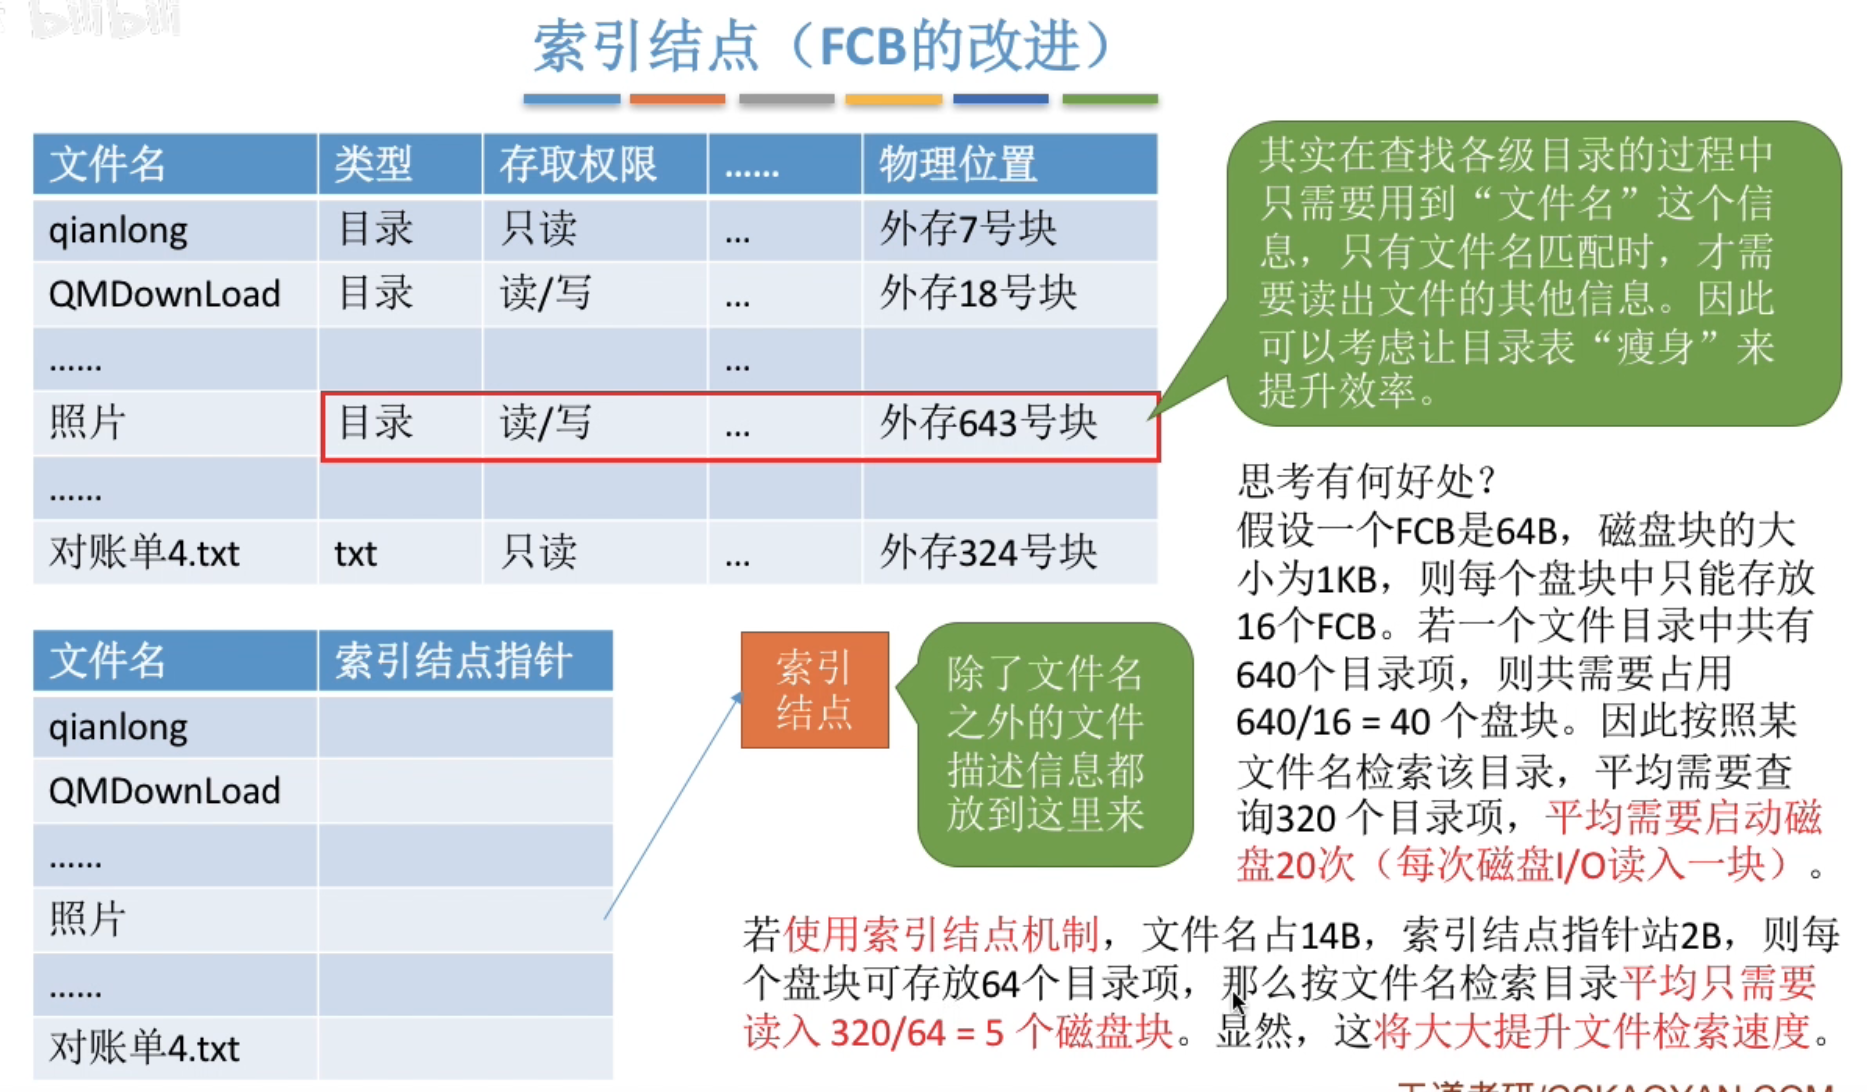 bilibili
索引结点（FCB的改进）
文件名 类型 存取权限 …… 物理位置
qianlong 目录 只读 ... 外存7号块
QMDownLoad 目录 读/写 ... 外存18号块
…… ...
照片 目录 读/写 ... 外存643号块
……
对账单4.txt txt 只读 ... 外存324号块
其实在查找各级目录的过程中
只需要用到“文件名”这个信
息，只有文件名匹配时，才需
要读出文件的其他信息。因此
可以考虑让目录表“瘦身”来
提升效率。
思考有何好处？
假设一个FCB是64B，磁盘块的大
小为1KB，则每个盘块中只能存放
16个FCB。若一个文件目录中共有
640个目录项，则共需要占用
640/16 = 40 个盘块。因此按照某
文件名检索该目录，平均需要查
询320 个目录项，平均需要启动磁
盘20次（每次磁盘I/O读入一块）。
文件名 索引结点指针
qianlong
QMDownLoad
……
照片
……
对账单4.txt
索引
结点
除了文件名
之外的文件
描述信息都
放到这里来
若使用索引结点机制，文件名占14B，索引结点指针站2B，则每
个盘块可存放64个目录项，那么按文件名检索目录平均只需要
读入 320/64 = 5 个磁盘块。显然，这将大大提升文件检索速度。